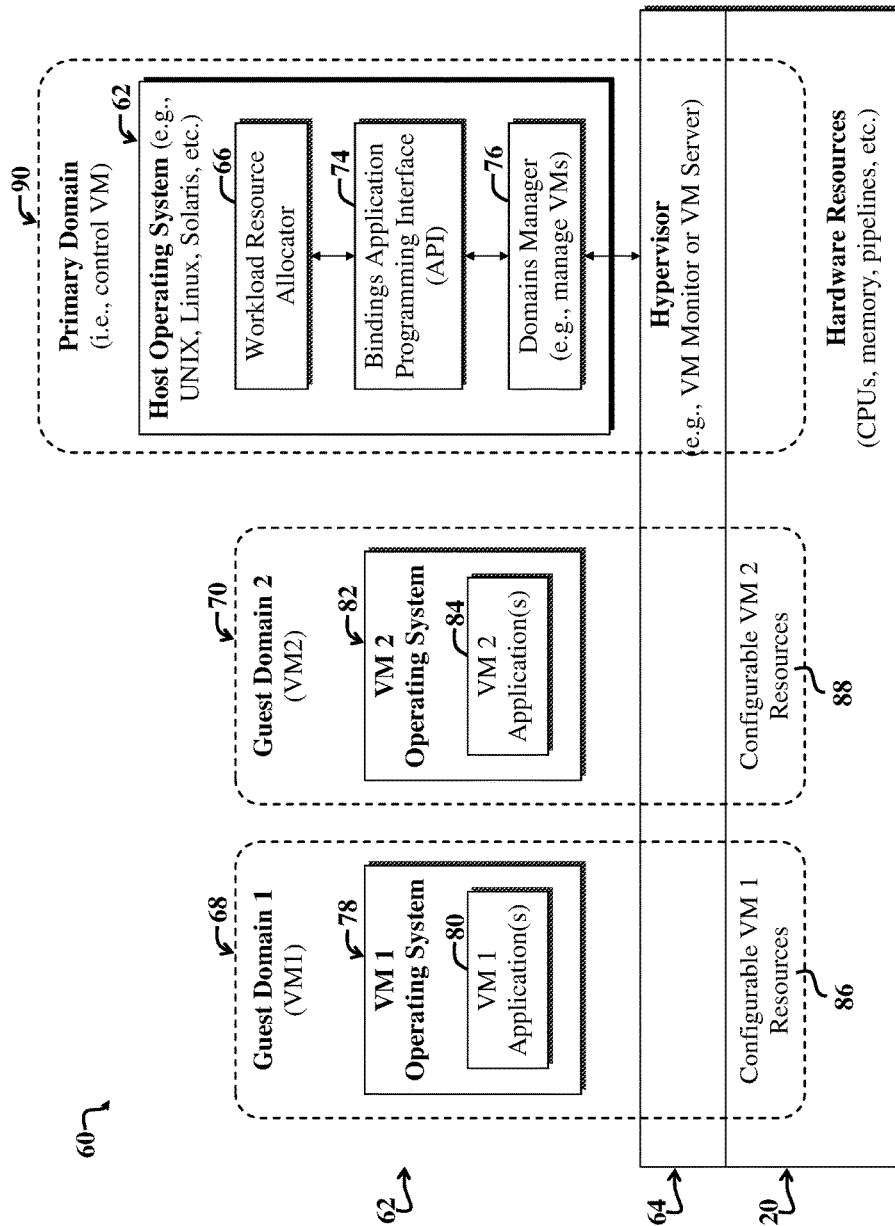 60
62
64
20
68
Guest Domain 1
(VM1)
78
VM 1
Operating System
80
VM 1
Application(s)
Configurable VM 1
Resources
86
70
Guest Domain 2
(VM2)
82
VM 2
Operating System
84
VM 2
Application(s)
Configurable VM 2
Resources
88
90
Primary Domain
(i.e., control VM)
62
Host Operating System (e.g.,
UNIX, Linux, Solaris, etc.)
66
Workload Resource
Allocator
74
Bindings Application
Programming Interface
(API)
76
Domains Manager
(e.g., manage VMs)
Hypervisor
(e.g., VM Monitor or VM Server)
Hardware Resources
(CPUs, memory, pipelines, etc.)